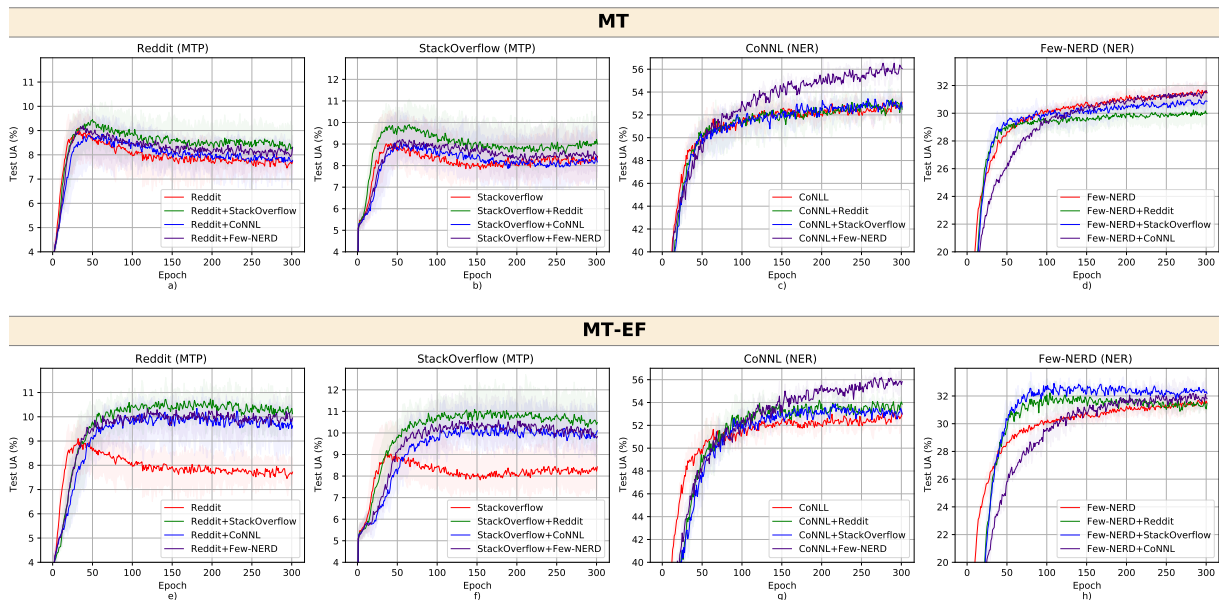 MT
Reddit (MTP)
Test UA (%)
11
10
9
8
7
6
5
4
Reddit
Reddit+StackOverflow
Reddit+CoNNL
Reddit+Few-NERD
0 50 100 150 200 250 300
Epoch
a)
StackOverflow (MTP)
Test UA (%)
12
11
10
9
8
7
6
5
4
Stackoverflow
StackOverflow+Reddit
StackOverflow+CoNNL
StackOverflow+Few-NERD
0 50 100 150 200 250 300
Epoch
b)
CoNNL (NER)
Test UA (%)
56
54
52
50
48
46
44
42
40
CoNLL
CoNNL+Reddit
CoNNL+StackOverflow
CoNNL+Few-NERD
0 50 100 150 200 250 300
Epoch
c)
Few-NERD (NER)
Test UA (%)
32
30
28
26
24
22
20
Few-NERD
Few-NERD+Reddit
Few-NERD+StackOverflow
Few-NERD+CoNNL
0 50 100 150 200 250 300
Epoch
d)
MT-EF
Reddit (MTP)
Test UA (%)
11
10
9
8
7
6
5
4
Reddit
Reddit+StackOverflow
Reddit+CoNNL
Reddit+Few-NERD
0 50 100 150 200 250 300
Epoch
e)
StackOverflow (MTP)
Test UA (%)
12
11
10
9
8
7
6
5
4
Stackoverflow
StackOverflow+Reddit
StackOverflow+CoNNL
StackOverflow+Few-NERD
0 50 100 150 200 250 300
Epoch
f)
CoNNL (NER)
Test UA (%)
56
54
52
50
48
46
44
42
40
CoNLL
CoNNL+Reddit
CoNNL+StackOverflow
CoNNL+Few-NERD
0 50 100 150 200 250 300
Epoch
g)
Few-NERD (NER)
Test UA (%)
32
30
28
26
24
22
20
Few-NERD
Few-NERD+Reddit
Few-NERD+StackOverflow
Few-NERD+CoNNL
0 50 100 150 200 250 300
Epoch
h)